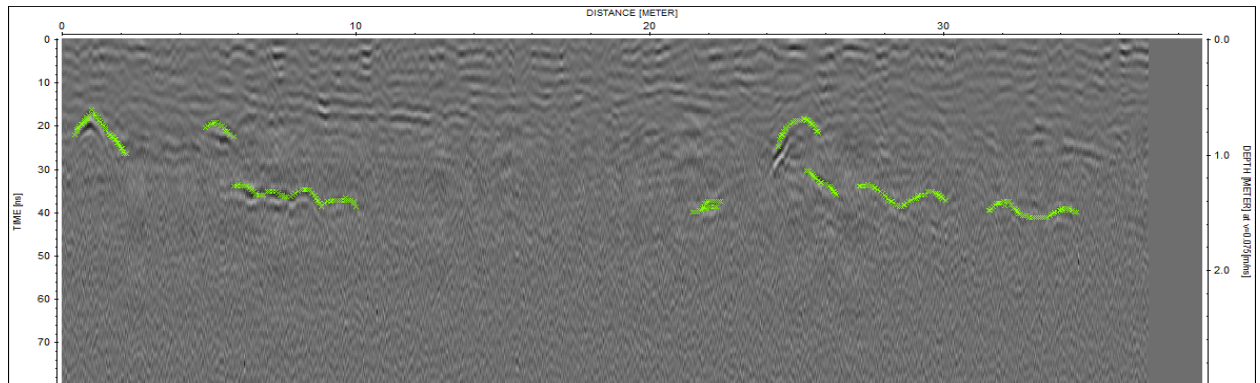 DISTANCE [METER]
0 10 20 30
0 0.0
10
20
30 1.0
40
50
60 2.0
70
TIME [ns]
DEPTH [METER] at v=0.075[m/ns]